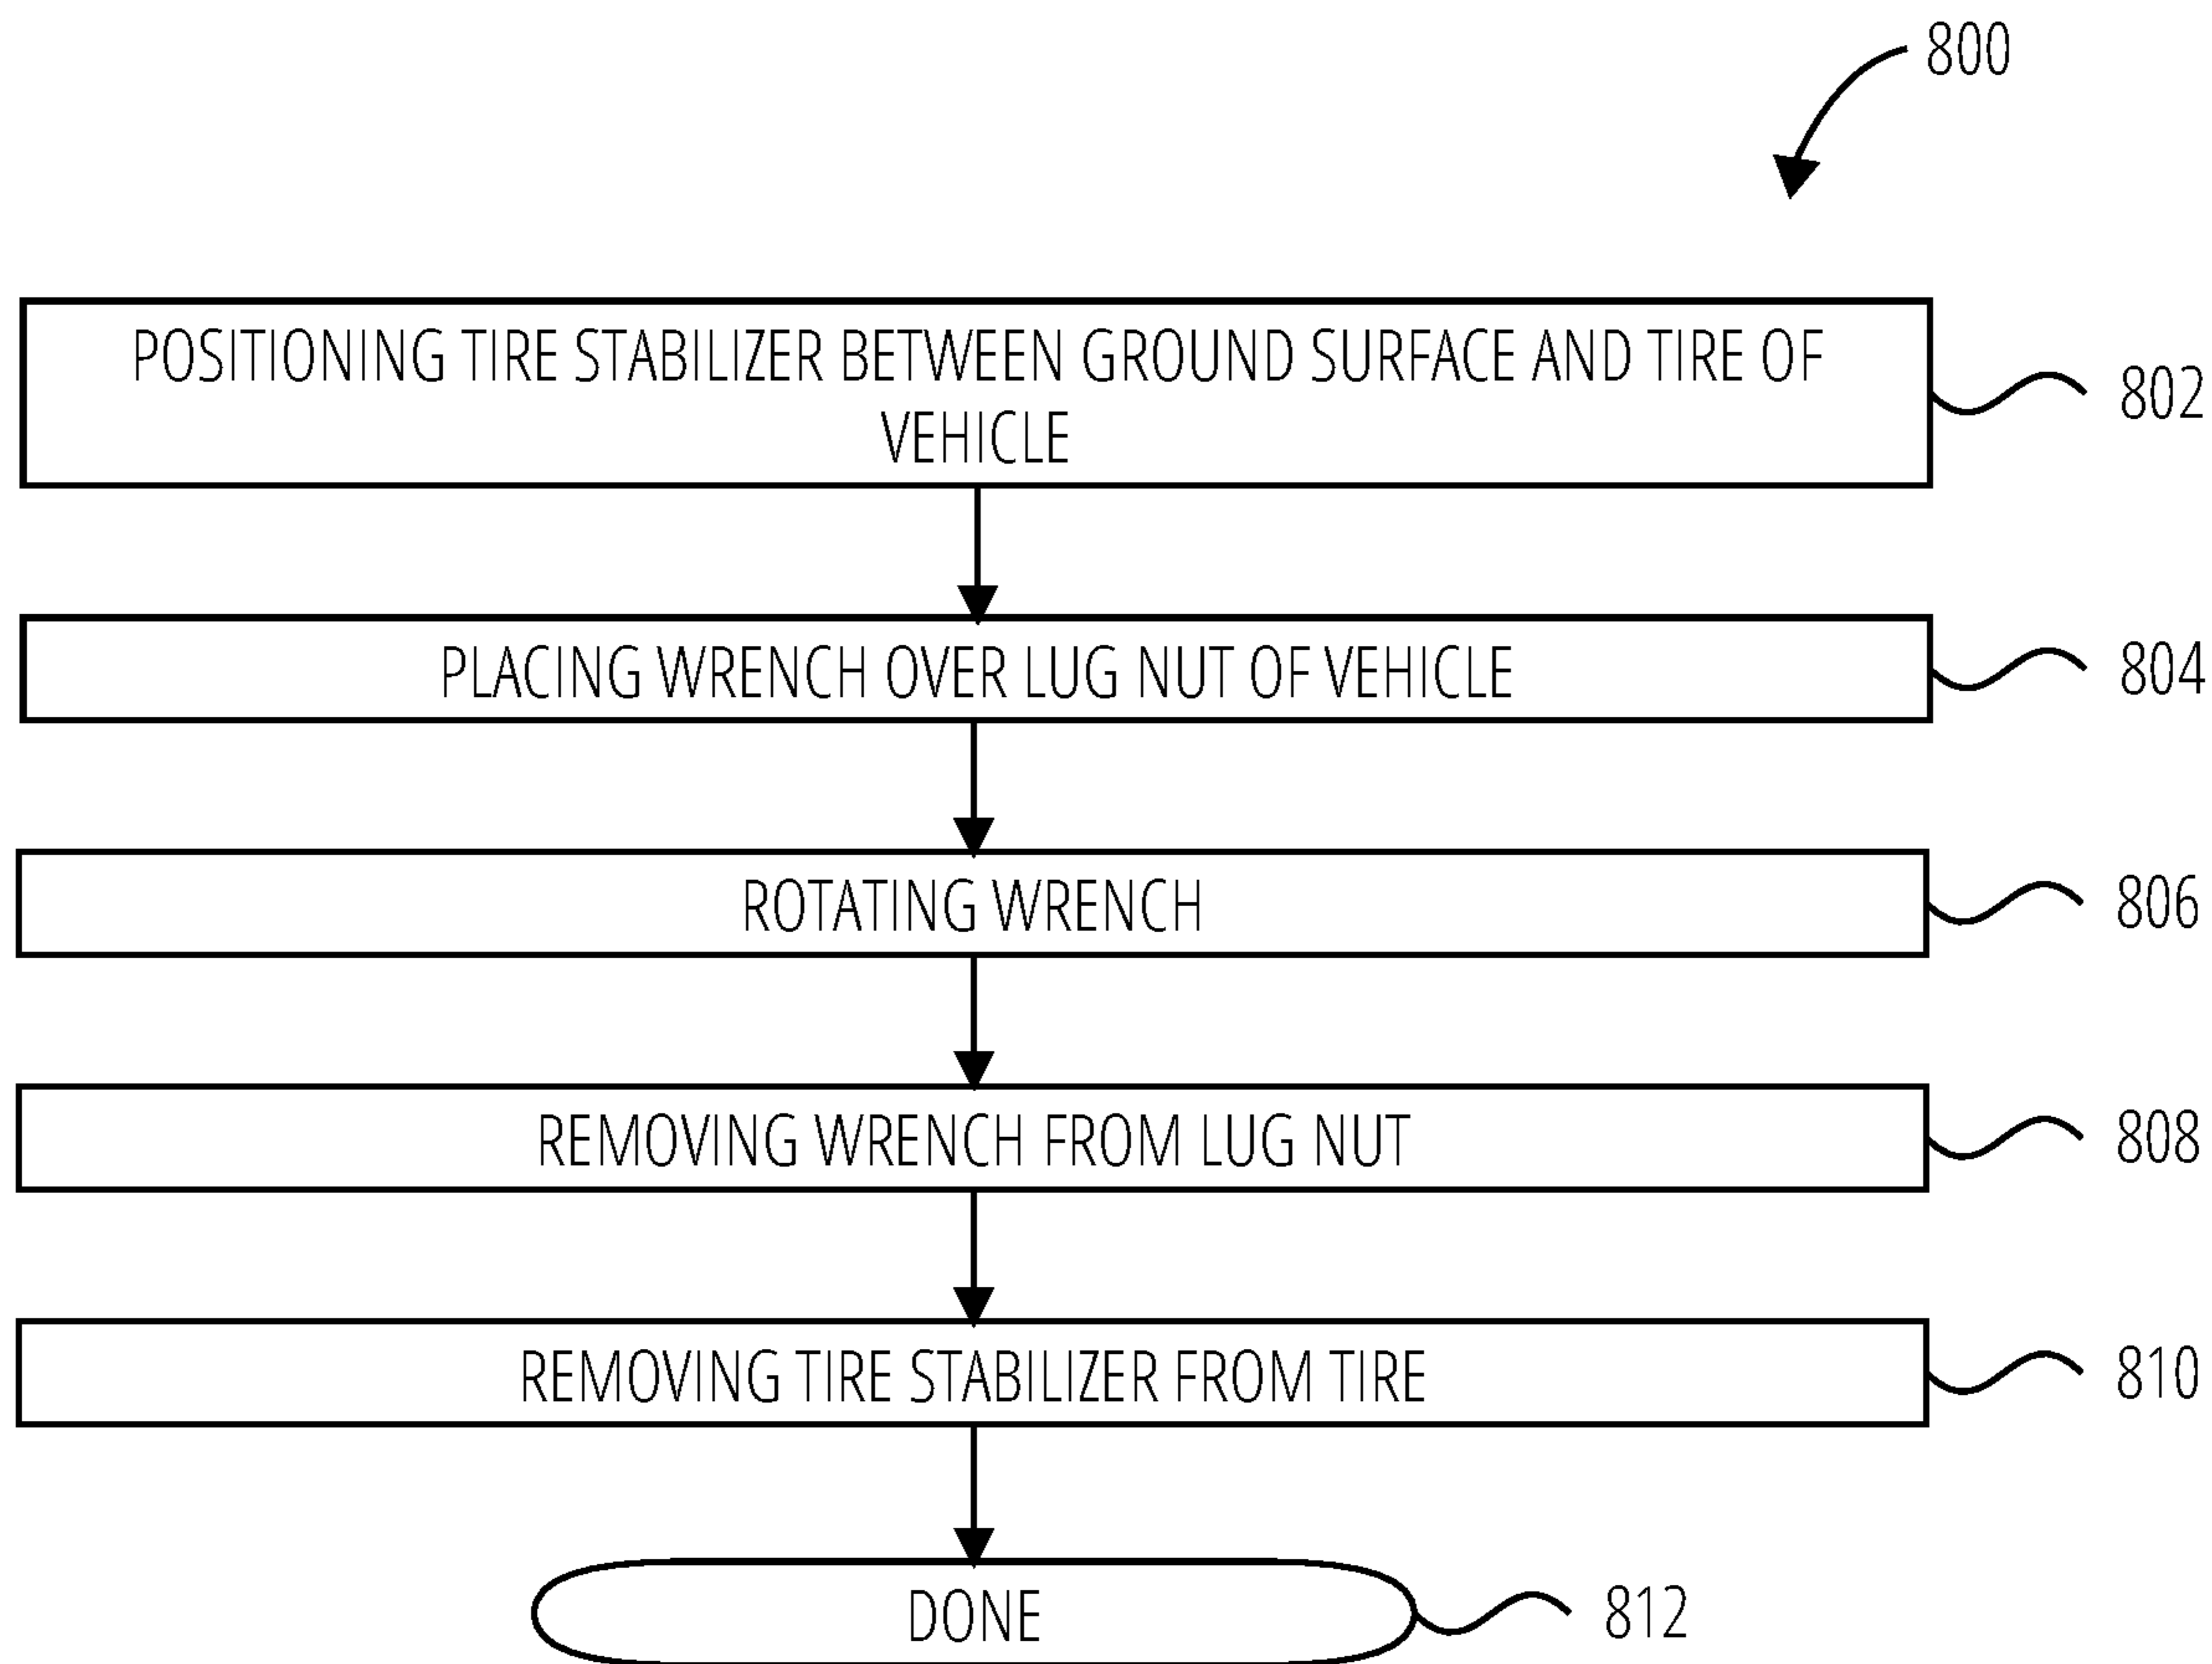 800
POSITIONING TIRE STABILIZER BETWEEN GROUND SURFACE AND TIRE OF
VEHICLE
802
PLACING WRENCH OVER LUG NUT OF VEHICLE
804
ROTATING WRENCH
806
REMOVING WRENCH FROM LUG NUT
808
REMOVING TIRE STABILIZER FROM TIRE
810
DONE
812